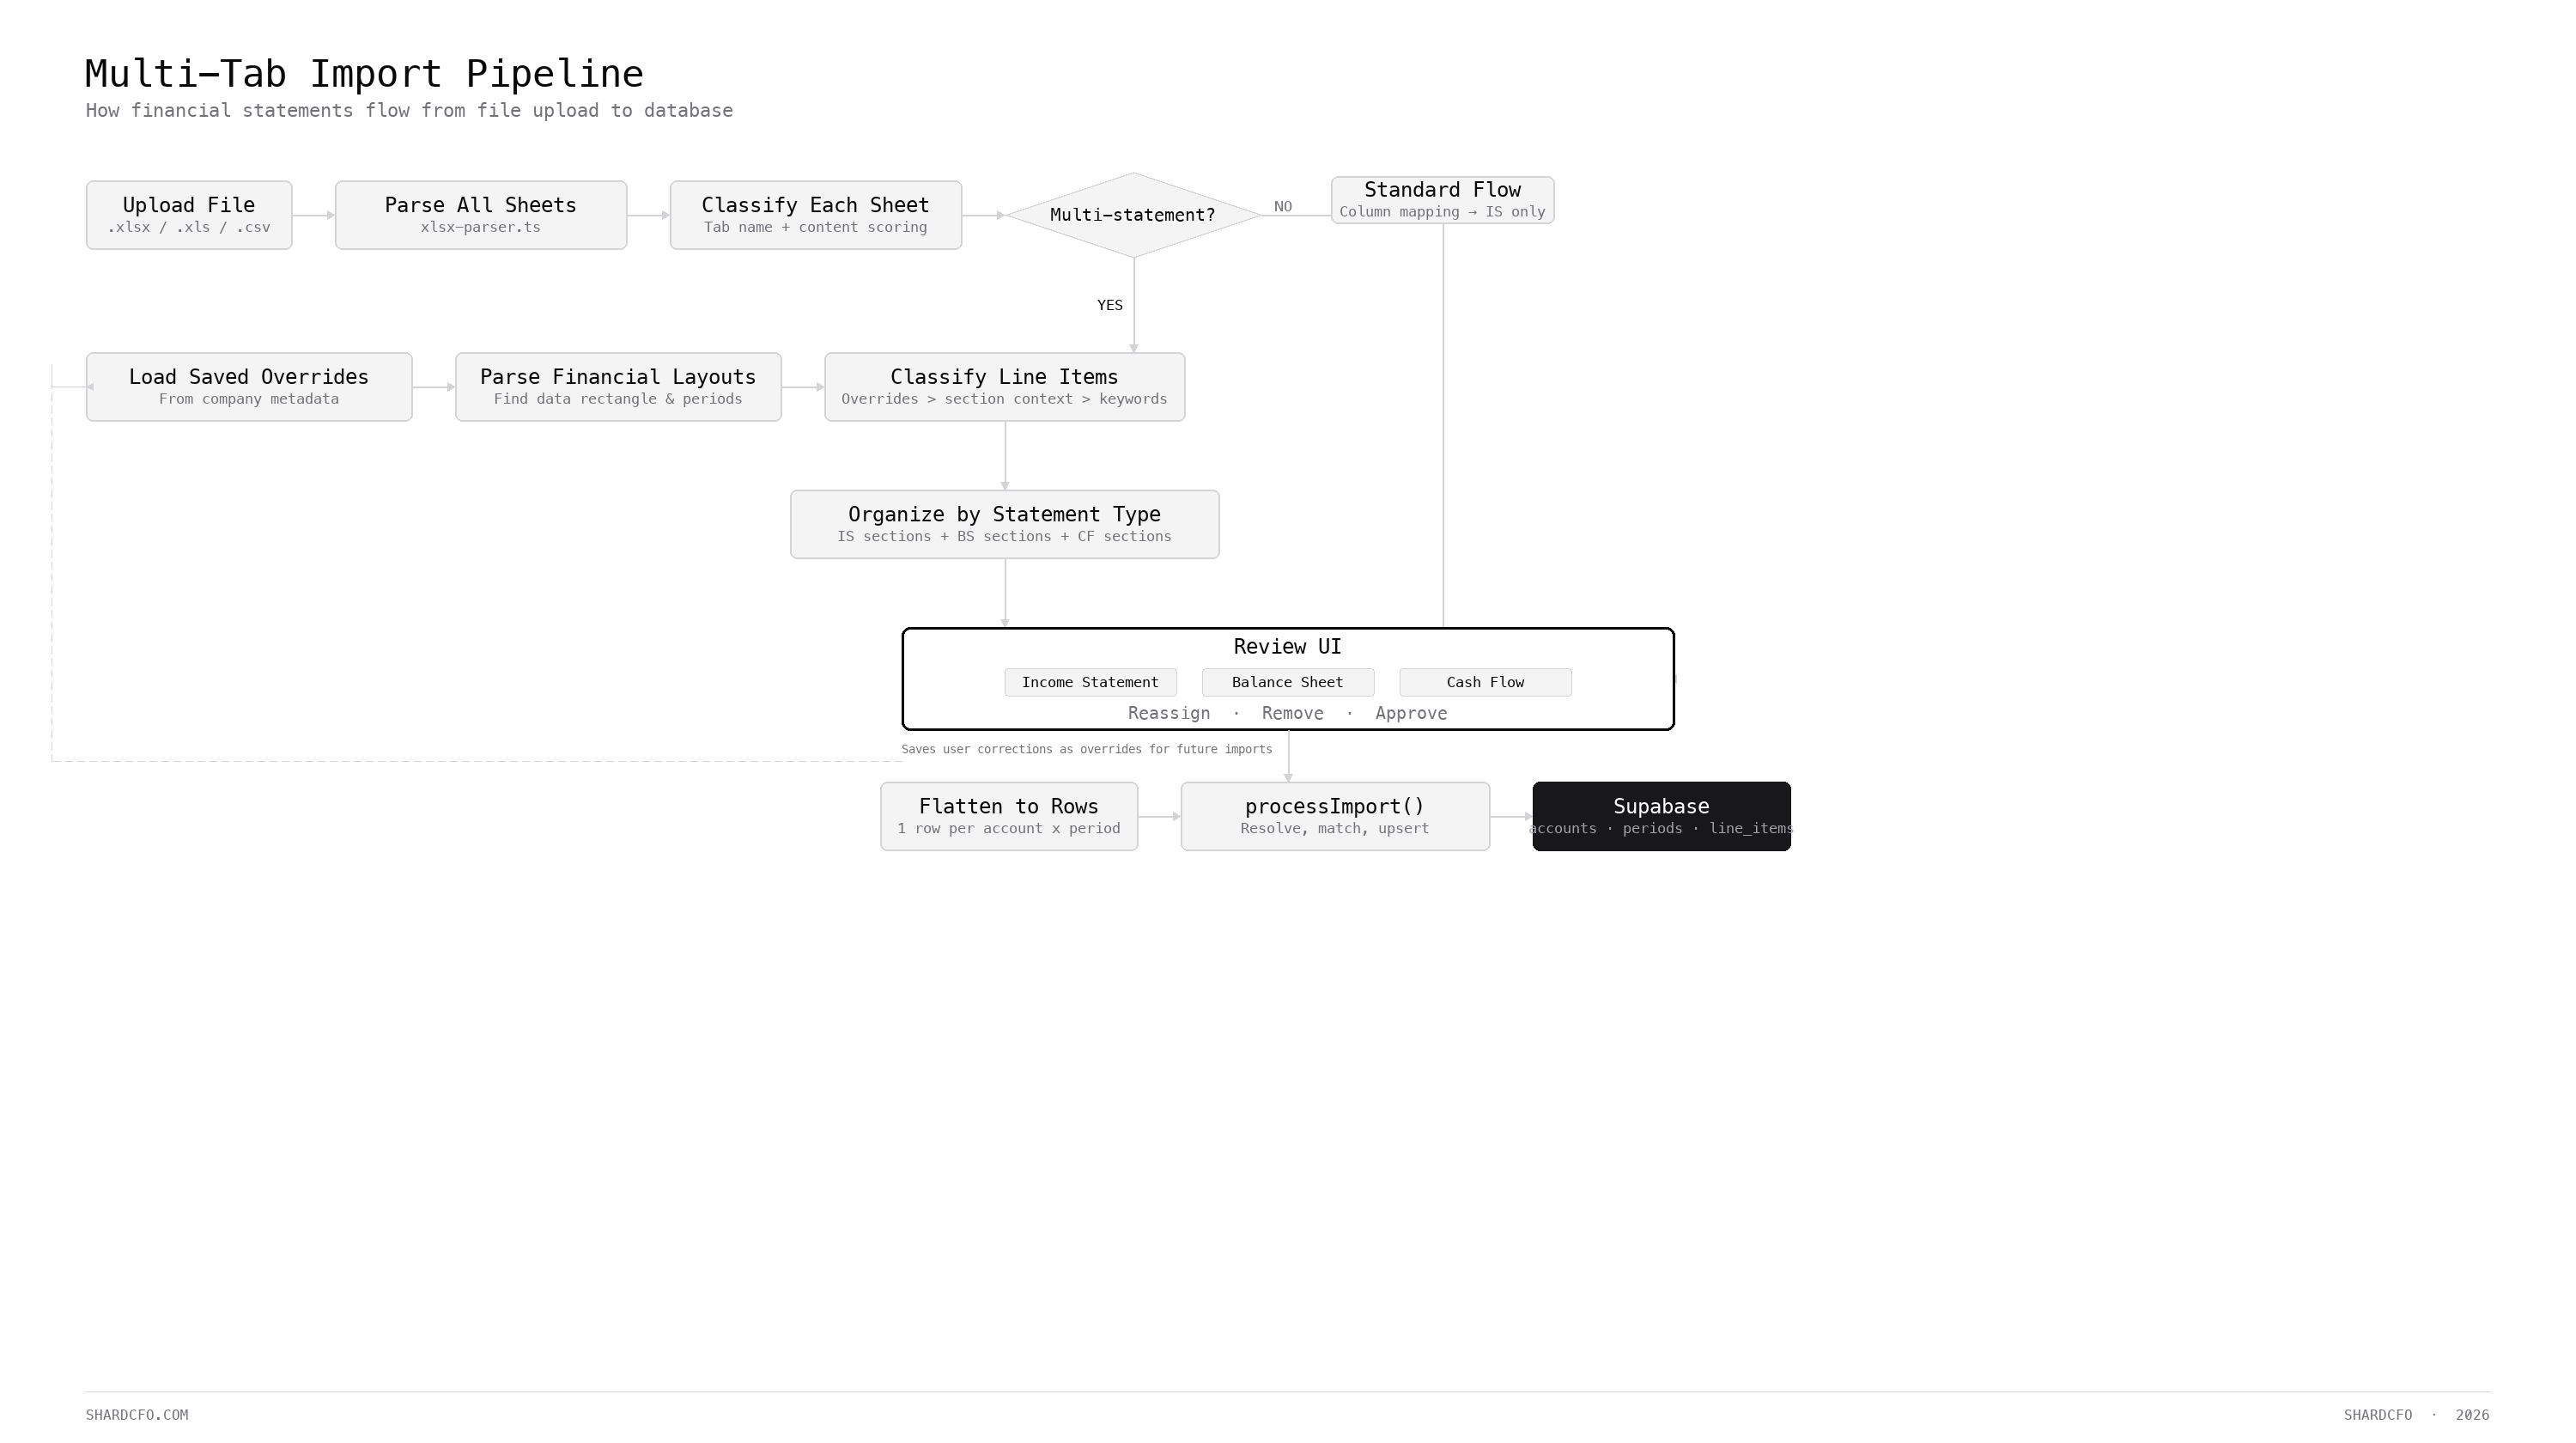 Multi-Tab Import Pipeline
How financial statements flow from file upload to database
Upload File
.xlsx / .xls / .csv
Parse All Sheets
xlsx-parser.ts
Classify Each Sheet
Tab name + content scoring
Multi-statement?
NO
Standard Flow
Column mapping → IS only
YES
Load Saved Overrides
From company metadata
Parse Financial Layouts
Find data rectangle & periods
Classify Line Items
Overrides > section context > keywords
Organize by Statement Type
IS sections + BS sections + CF sections
Review UI
Income Statement
Balance Sheet
Cash Flow
Reassign · Remove · Approve
Saves user corrections as overrides for future imports
Flatten to Rows
1 row per account x period
processImport()
Resolve, match, upsert
Supabase
accounts · periods · line_items
SHARDCFO.COM
SHARDCFO · 2026